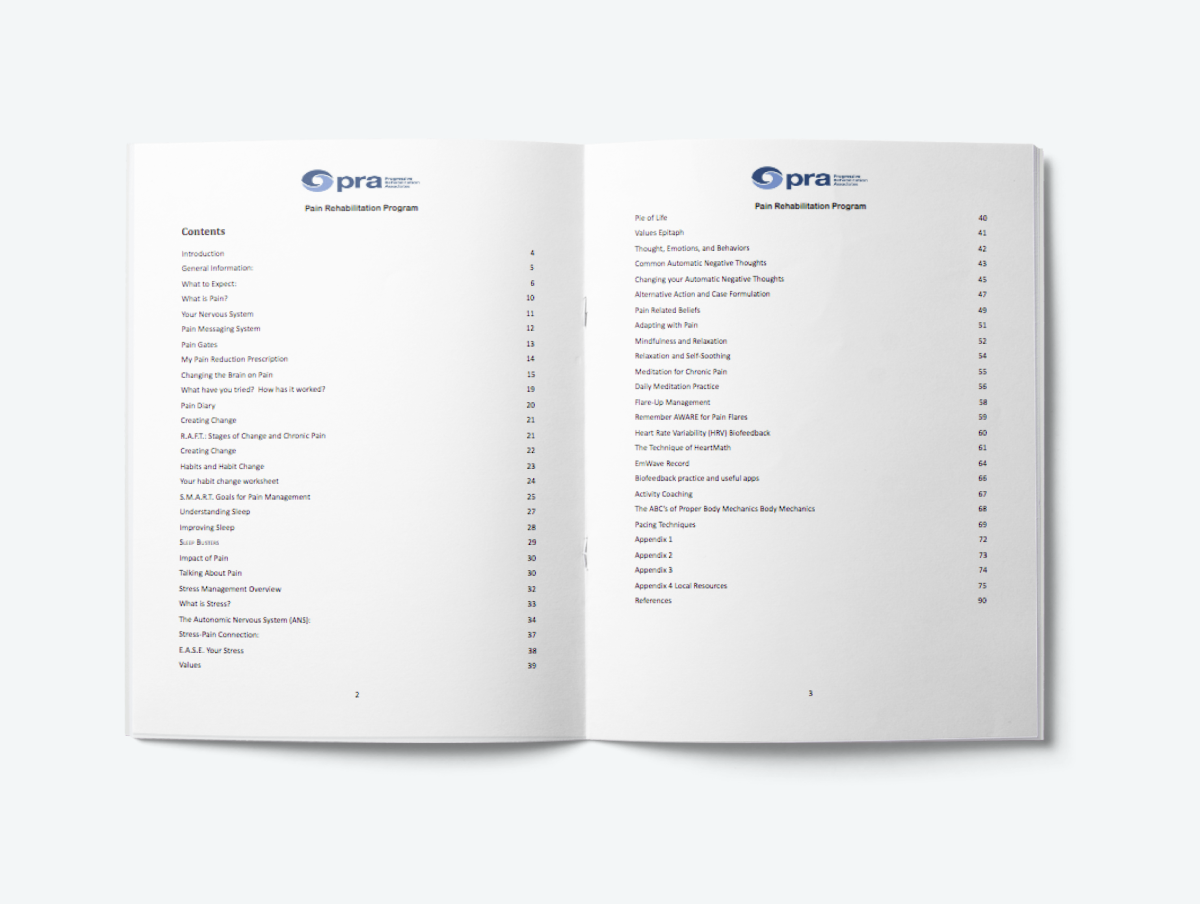 pra Progressive Rehabilitation Associates
Pain Rehabilitation Program
Contents
Introduction 4
General Information: 5
What to Expect: 6
What is Pain? 10
Your Nervous System 11
Pain Messaging System 12
Pain Gates 13
My Pain Reduction Prescription 14
Changing the Brain on Pain 15
What have you tried? How has it worked? 19
Pain Diary 20
Creating Change 21
R.A.F.T.: Stages of Change and Chronic Pain 21
Creating Change 22
Habits and Habit Change 23
Your habit change worksheet 24
S.M.A.R.T. Goals for Pain Management 25
Understanding Sleep 27
Improving Sleep 28
Sleep Busters 29
Impact of Pain 30
Talking About Pain 30
Stress Management Overview 32
What is Stress? 33
The Autonomic Nervous System (ANS): 34
Stress-Pain Connection: 37
E.A.S.E. Your Stress 38
Values 39
2
pra Progressive Rehabilitation Associates
Pain Rehabilitation Program
Pie of Life 40
Values Epitaph 41
Thought, Emotions, and Behaviors 42
Common Automatic Negative Thoughts 43
Changing your Automatic Negative Thoughts 45
Alternative Action and Case Formulation 47
Pain Related Beliefs 49
Adapting with Pain 51
Mindfulness and Relaxation 52
Relaxation and Self-Soothing 54
Meditation for Chronic Pain 55
Daily Meditation Practice 56
Flare-Up Management 58
Remember AWARE for Pain Flares 59
Heart Rate Variability (HRV) Biofeedback 60
The Technique of HeartMath 61
EmWave Record 64
Biofeedback practice and useful apps 66
Activity Coaching 67
The ABC's of Proper Body Mechanics Body Mechanics 68
Pacing Techniques 69
Appendix 1 72
Appendix 2 73
Appendix 3 74
Appendix 4 Local Resources 75
References 90
3